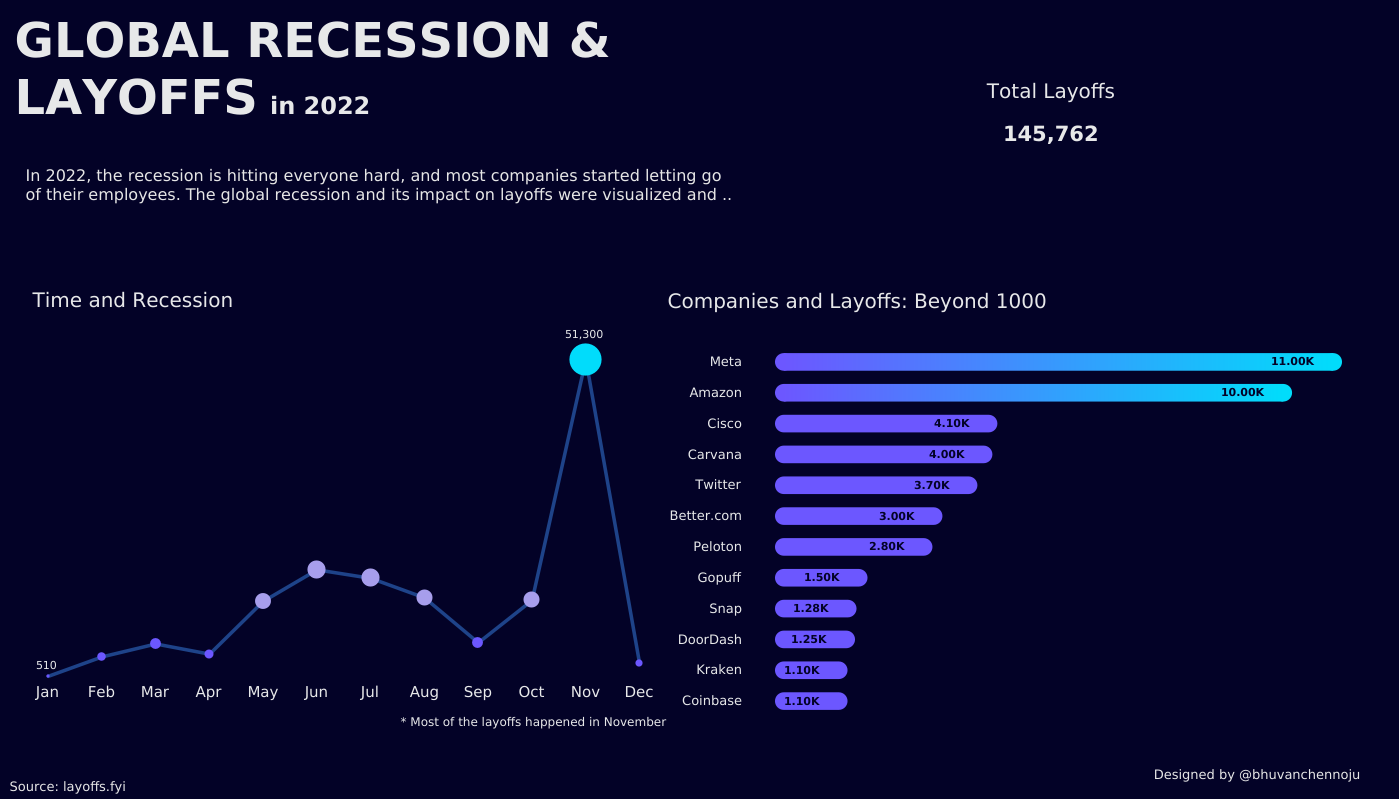 GLOBAL RECESSION &
LAYOFFS in 2022
Total Layoffs
145,762
In 2022, the recession is hitting everyone hard, and most companies started letting go
of their employees. The global recession and its impact on layoffs were visualized and ..
Time and Recession
51,300
510
Jan Feb Mar Apr May Jun Jul Aug Sep Oct Nov Dec
* Most of the layoffs happened in November
Companies and Layoffs: Beyond 1000
Meta 11.00K
Amazon 10.00K
Cisco 4.10K
Carvana 4.00K
Twitter 3.70K
Better.com 3.00K
Peloton 2.80K
Gopuff 1.50K
Snap 1.28K
DoorDash 1.25K
Kraken 1.10K
Coinbase 1.10K
Designed by @bhuvanchennoju
Source: layoffs.fyi